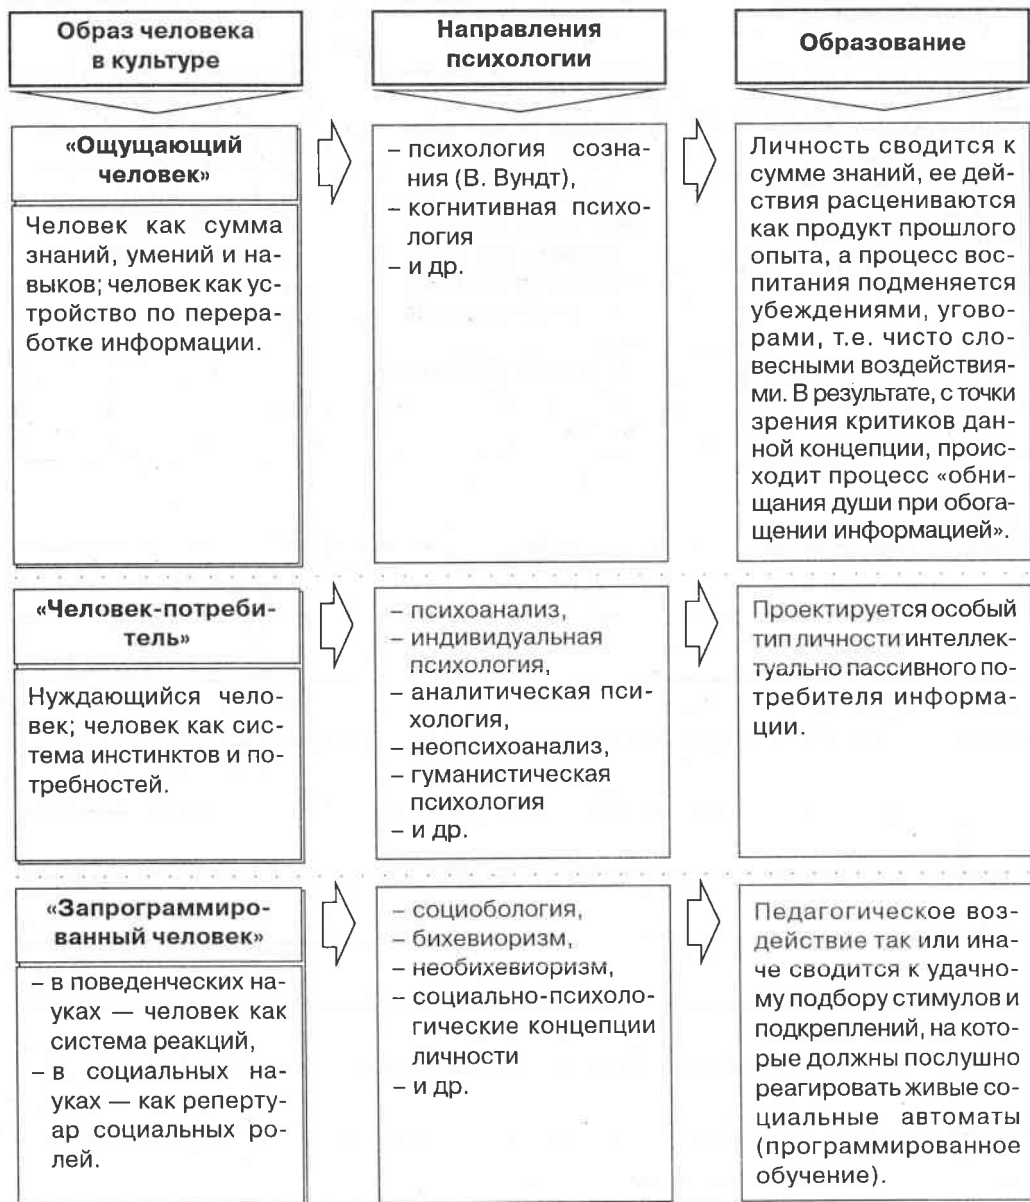 Образ человека
в культуре
Направления
психологии
Образование
«Ощущающий
человек»
Человек как сумма
знаний, умений и на-
выков; человек как ус-
тройство по перера-
ботке информации.
– психология созна-
ния (В. Вундт),
– когнитивная психо-
логия
– и др.
Личность сводится к
сумме знаний, ее дей-
ствия расцениваются
как продукт прошлого
опыта, а процесс вос-
питания подменяется
убеждениями, угово-
рами, т.е. чисто сло-
весными воздействия-
ми. В результате, с точки
зрения критиков дан-
ной концепции, проис-
ходит процесс «обни-
щания души при обога-
щении информацией».
«Человек-потреби-
тель»
Нуждающийся чело-
век; человек как сис-
тема инстинктов и по-
требностей.
– психоанализ,
– индивидуальная
психология,
– аналитическая пси-
хология,
– неопсихоанализ,
– гуманистическая
психология
– и др.
Проектируется особый
тип личности интеллек-
туально пассивного по-
требителя информа-
ции.
«Запрограммиро-
ванный человек»
– в поведенческих на-
уках — человек как
система реакций,
– в социальных на-
уках — как реперту-
ар социальных ро-
лей.
– социобология,
– бихевиоризм,
– необихевиоризм,
– социально-психоло-
гические концепции
личности
– и др.
Педагогическое воз-
действие так или ина-
че сводится к удачно-
му подбору стимулов и
подкреплений, на кото-
рые должны послушно
реагировать живые со-
циальные автоматы
(программированное
обучение).